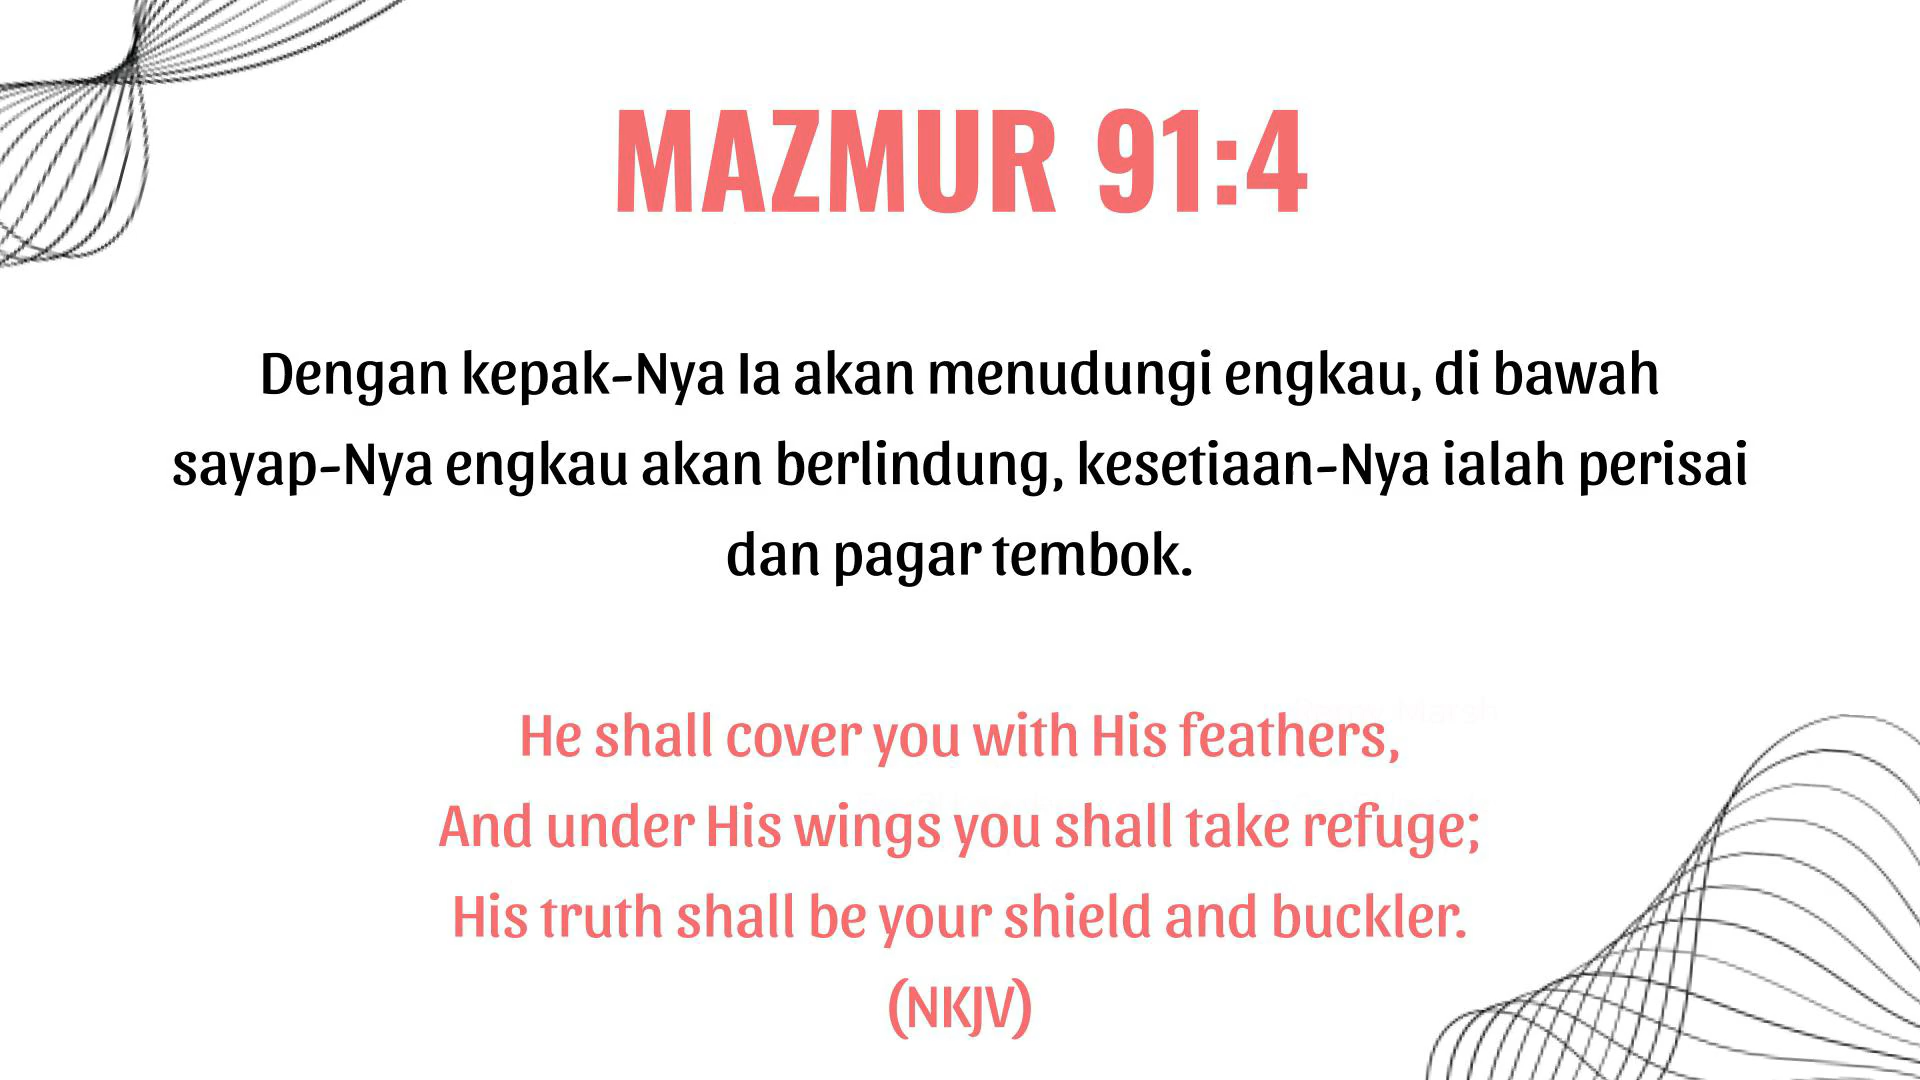 MAZMUR 91:4
Dengan kepak-Nya Ia akan menudungi engkau, di bawah
sayap-Nya engkau akan berlindung, kesetiaan-Nya ialah perisai
dan pagar tembok.
He shall cover you with His feathers,
And under His wings you shall take refuge;
His truth shall be your shield and buckler.
(NKJV)